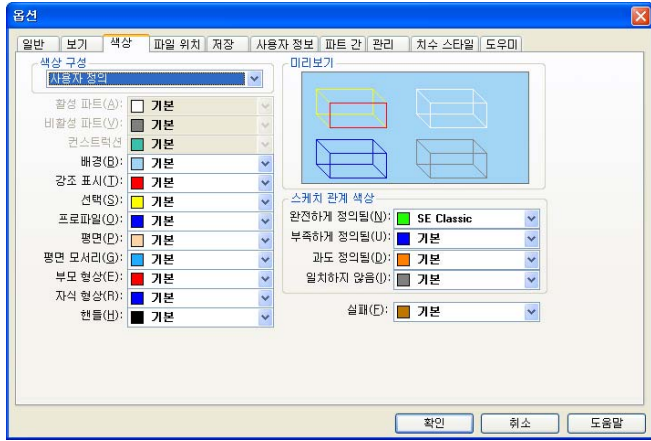 옵션
일반 보기 색상 파일 위치 저장 사용자 정보 파트 간 관리 치수 스타일 도우미
색상 구성
사용자 정의
활성 파트(A): 기본
비활성 파트(V): 기본
컨스트럭션 기본
배경(B): 기본
강조 표시(T): 기본
선택(S): 기본
프로파일(O): 기본
평면(P): 기본
평면 모서리(G): 기본
부모 형상(E): 기본
자식 형상(R): 기본
핸들(H): 기본
미리보기
스케치 관계 색상
완전하게 정의됨(N): SE Classic
부족하게 정의됨(U): 기본
과도 정의됨(D): 기본
일치하지 않음(I): 기본
실패(F): 기본
확인 취소 도움말